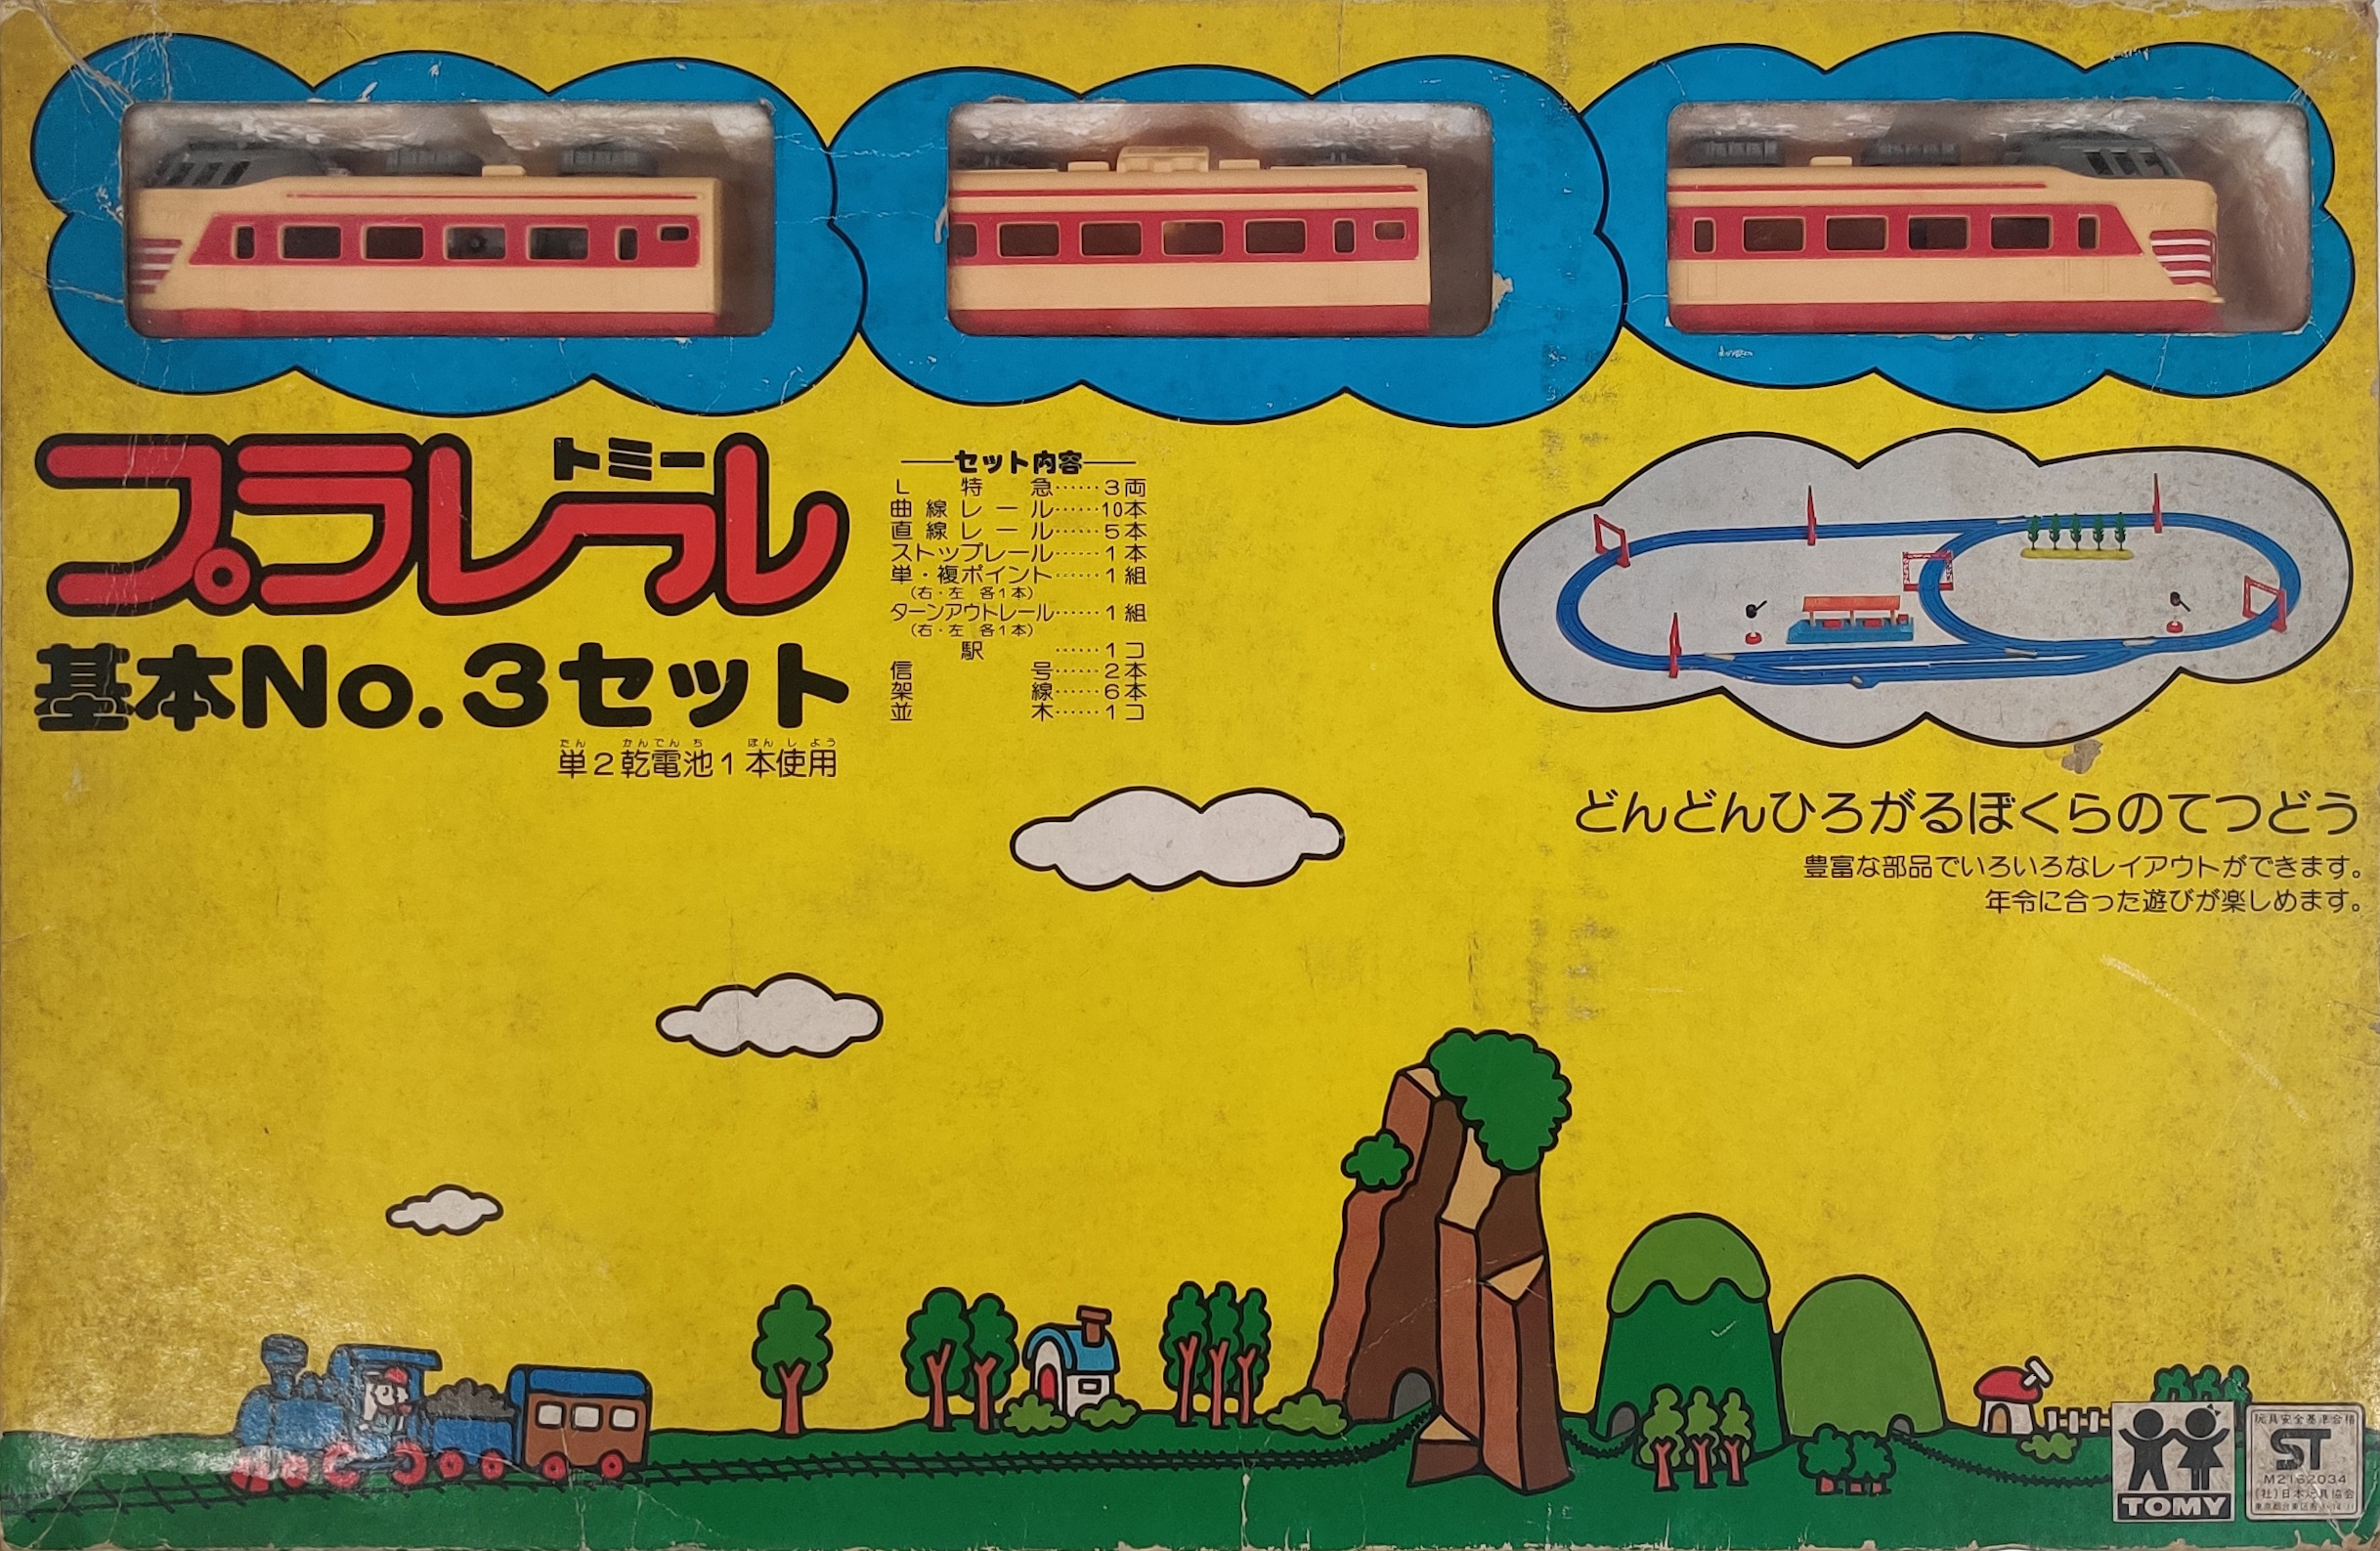 トミー
プラレール
基本No.3セット
単2乾電池1本使用
たん かんでんち ぽんしよう
セット内容
L特急……3両
曲線レール……10本
直線レール……5本
ストップレール……1本
単・複ポイント……1組
(右・左 各1本)
ターンアウトレール……1組
(右・左 各1本)
駅……1コ
信号……2本
架線……6本
並木……1コ
どんどんひろがるぼくらのてつどう
豊富な部品でいろいろなレイアウトができます。
年令に合った遊びが楽しめます。
TOMY
玩具安全基準合格
ST
M2162034
(社)日本玩具協会